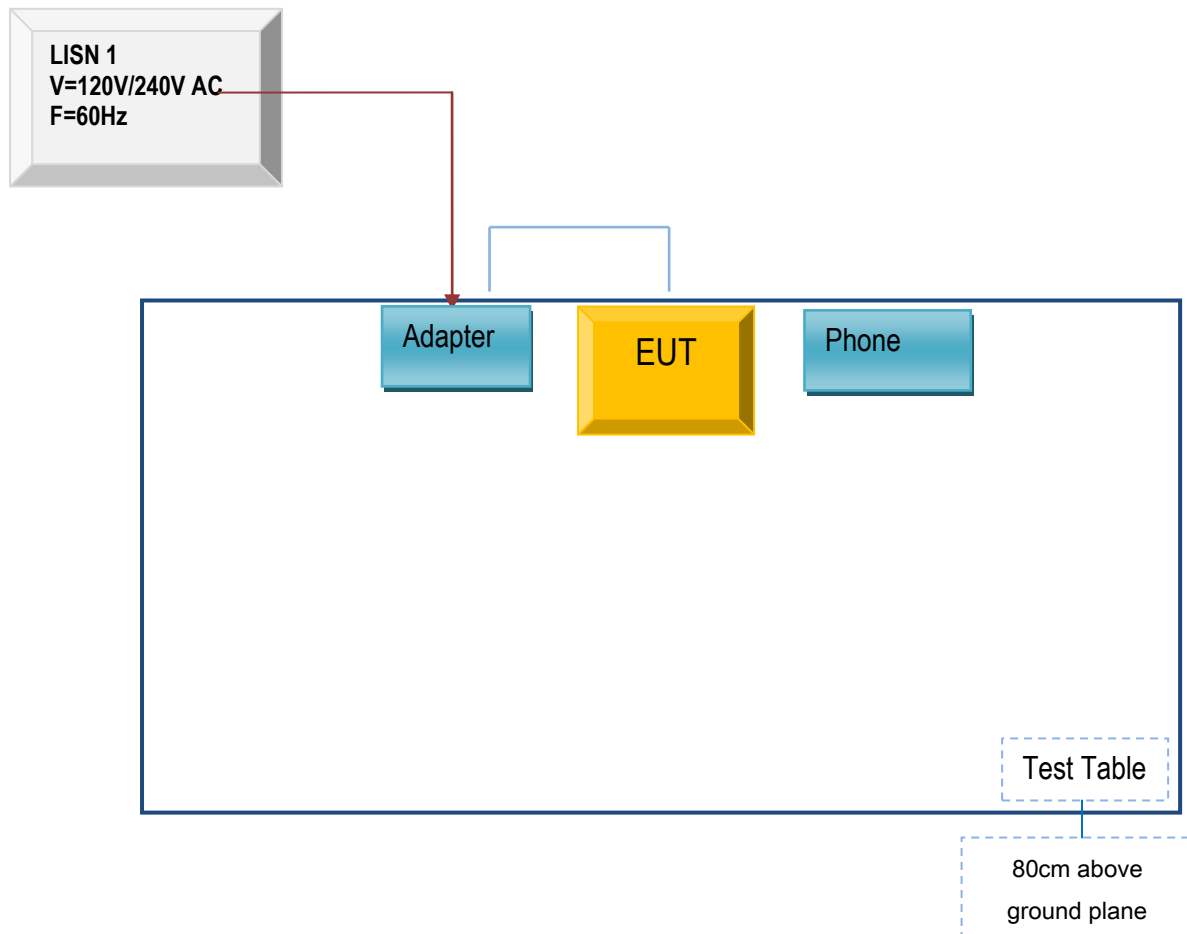 LISN 1
V=120V/240V AC
F=60Hz
Adapter
EUT
Phone
Test Table
80cm above
ground plane